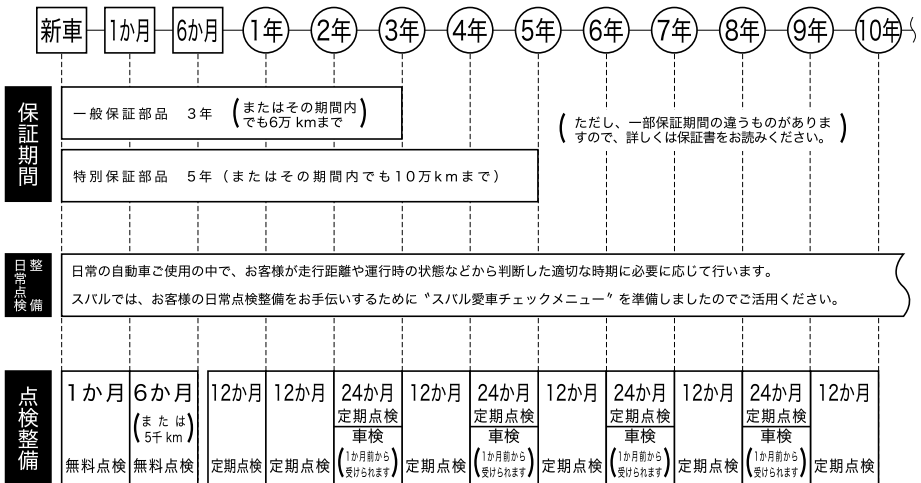 新車 1か月 6か月 1年 2年 3年 4年 5年 6年 7年 8年 9年 10年
保証期間
一般保証部品 3年 (またはその期間内
でも6万 kmまで)
(ただし、一部保証期間の違うものがありま
すので、詳しくは保証書をお読みください。)
特別保証部品 5年(またはその期間内でも10万kmまで)
日常点検
整備
日常の自動車ご使用の中で、お客様が走行距離や運行時の状態などから判断した適切な時期に必要に応じて行います。
スバルでは、お客様の日常点検整備をお手伝いするために〝スバル愛車チェックメニュー〟を準備しましたのでご活用ください。
点検整備
1か月
無料点検
6か月
(または
5千km)
無料点検
12か月
定期点検
12か月
定期点検
24か月
定期点検
車検
(1か月前から
受けられます)
12か月
定期点検
24か月
定期点検
車検
(1か月前から
受けられます)
12か月
定期点検
24か月
定期点検
車検
(1か月前から
受けられます)
12か月
定期点検
24か月
定期点検
車検
(1か月前から
受けられます)
12か月
定期点検